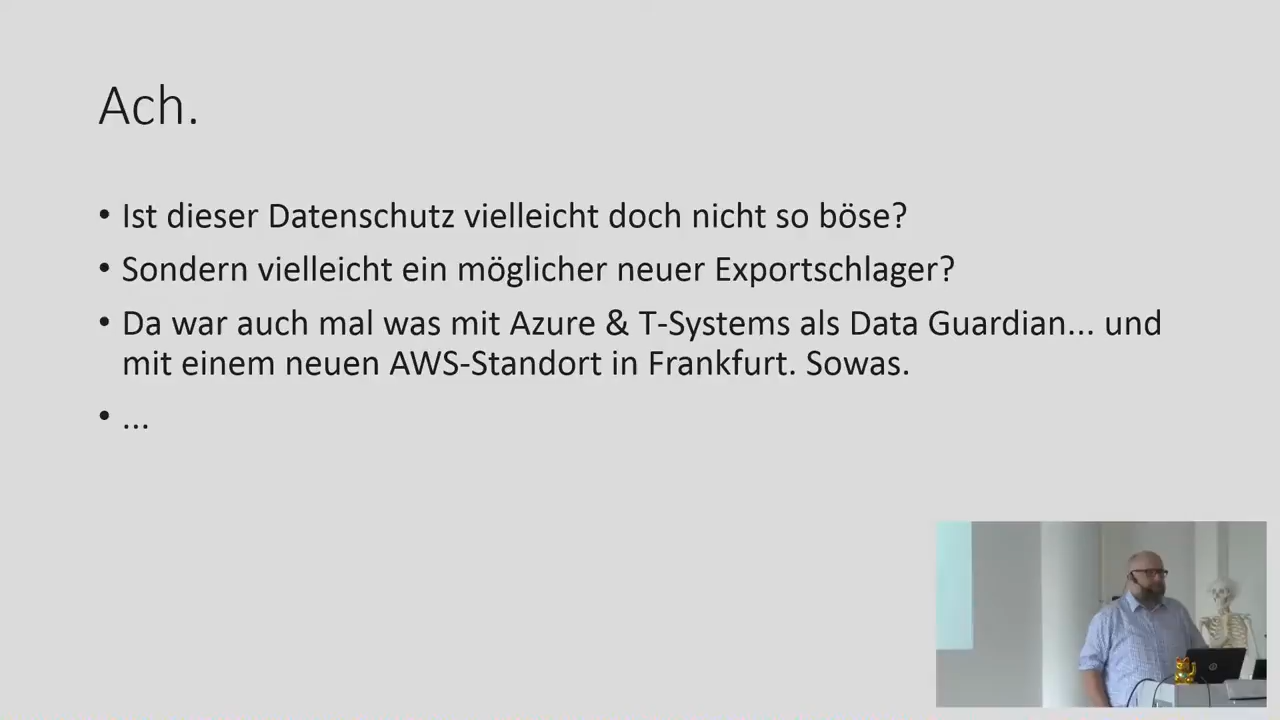 Ach.
• Ist dieser Datenschutz vielleicht doch nicht so böse?
• Sondern vielleicht ein möglicher neuer Exportschlager?
• Da war auch mal was mit Azure & T-Systems als Data Guardian... und
mit einem neuen AWS-Standort in Frankfurt. Sowas.
• ...